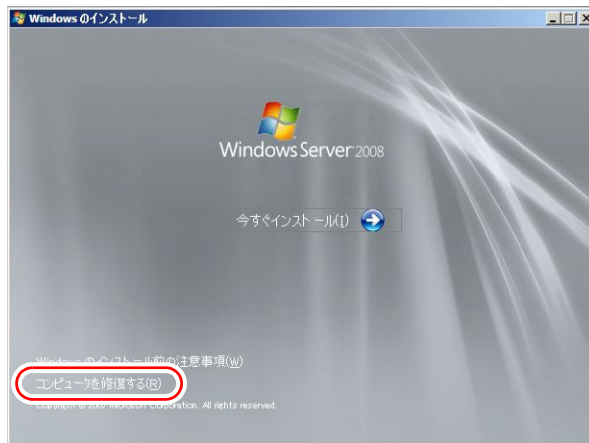 Windows のインストール
Windows Server 2008
今すぐインストール(I)
Windows のインストール前の注意事項(W)
コンピュータを修復する(R)
Copyright © 2007 Microsoft Corporation. All rights reserved.